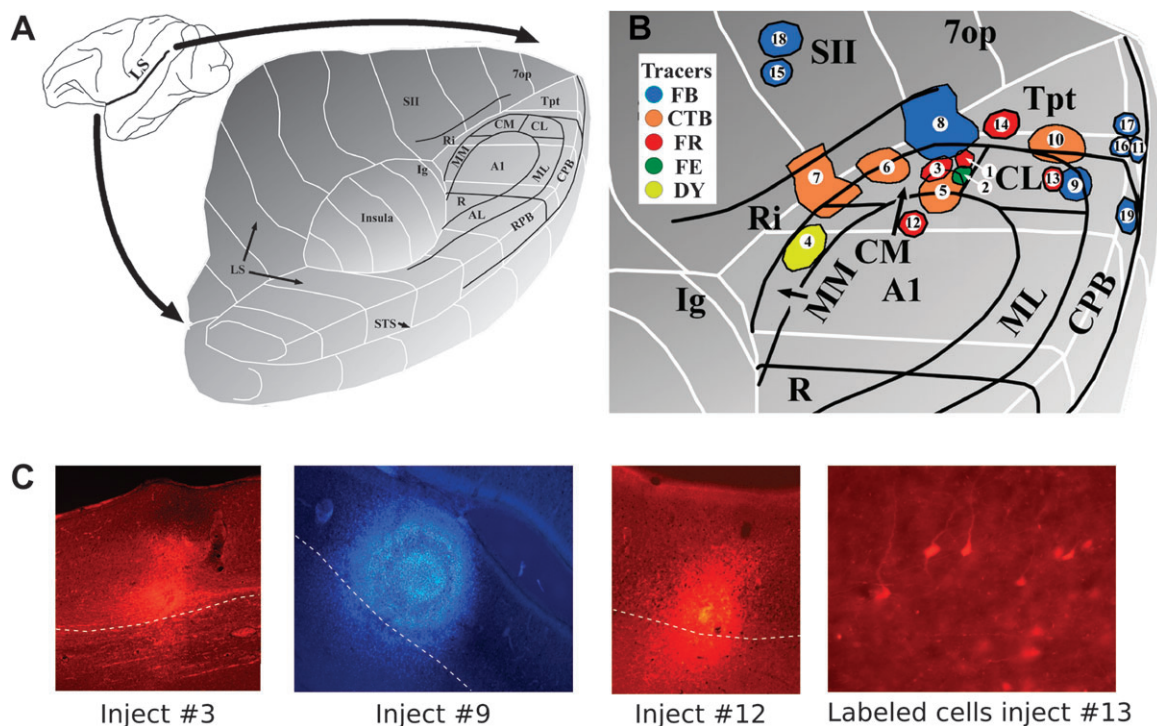 A
LS
7op
SII
Tpt
CM
CL
Ri
MM
Ig
A1
ML
CPB
R
AL
Insula
RPB
LS
STS
B
18
SII
7op
15
Tracers
FB
CTB
FR
FE
DY
Tpt
8
14
17
10
16
11
7
6
3
1
2
CL
13
9
5
19
Ri
12
4
CM
MM
A1
Ig
ML
CPB
R
C
Inject #3
Inject #9
Inject #12
Labeled cells inject #13